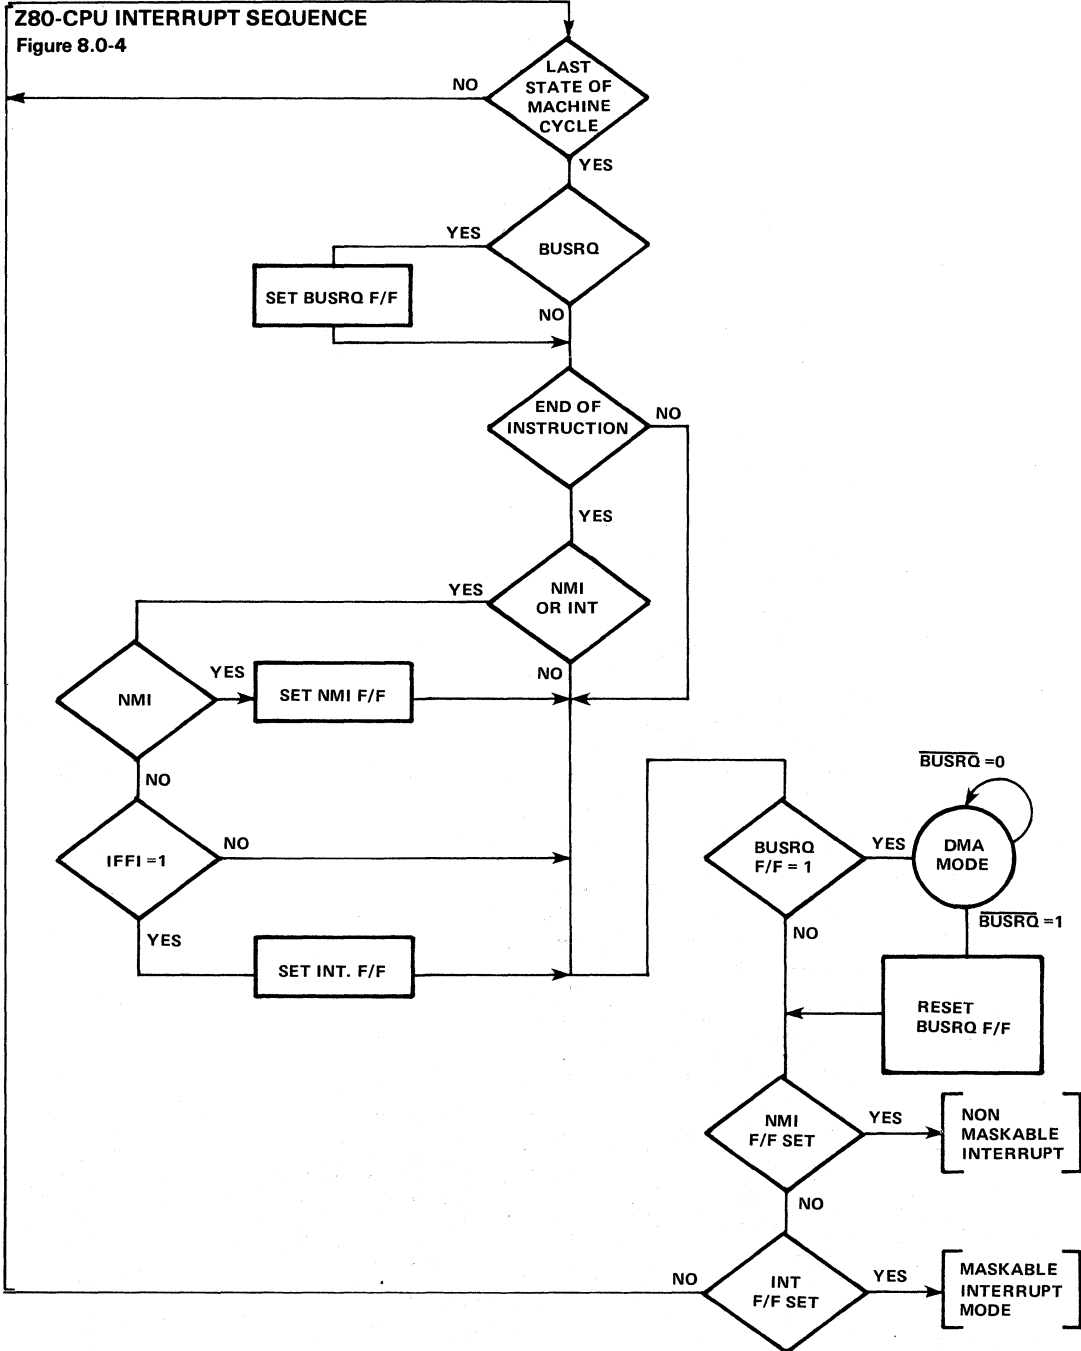 Z80-CPU INTERRUPT SEQUENCE
Figure 8.0-4
LAST
STATE OF
MACHINE
CYCLE
NO
YES
BUSRQ
YES
SET BUSRQ F/F
NO
END OF
INSTRUCTION
NO
YES
NMI
OR INT
YES
NO
NMI
YES
SET NMI F/F
NO
IFFI =1
NO
YES
SET INT. F/F
BUSRQ
F/F = 1
YES
DMA
MODE
BUSRQ =0
BUSRQ =1
NO
RESET
BUSRQ F/F
NMI
F/F SET
YES
NON
MASKABLE
INTERRUPT
NO
INT
F/F SET
NO
YES
MASKABLE
INTERRUPT
MODE